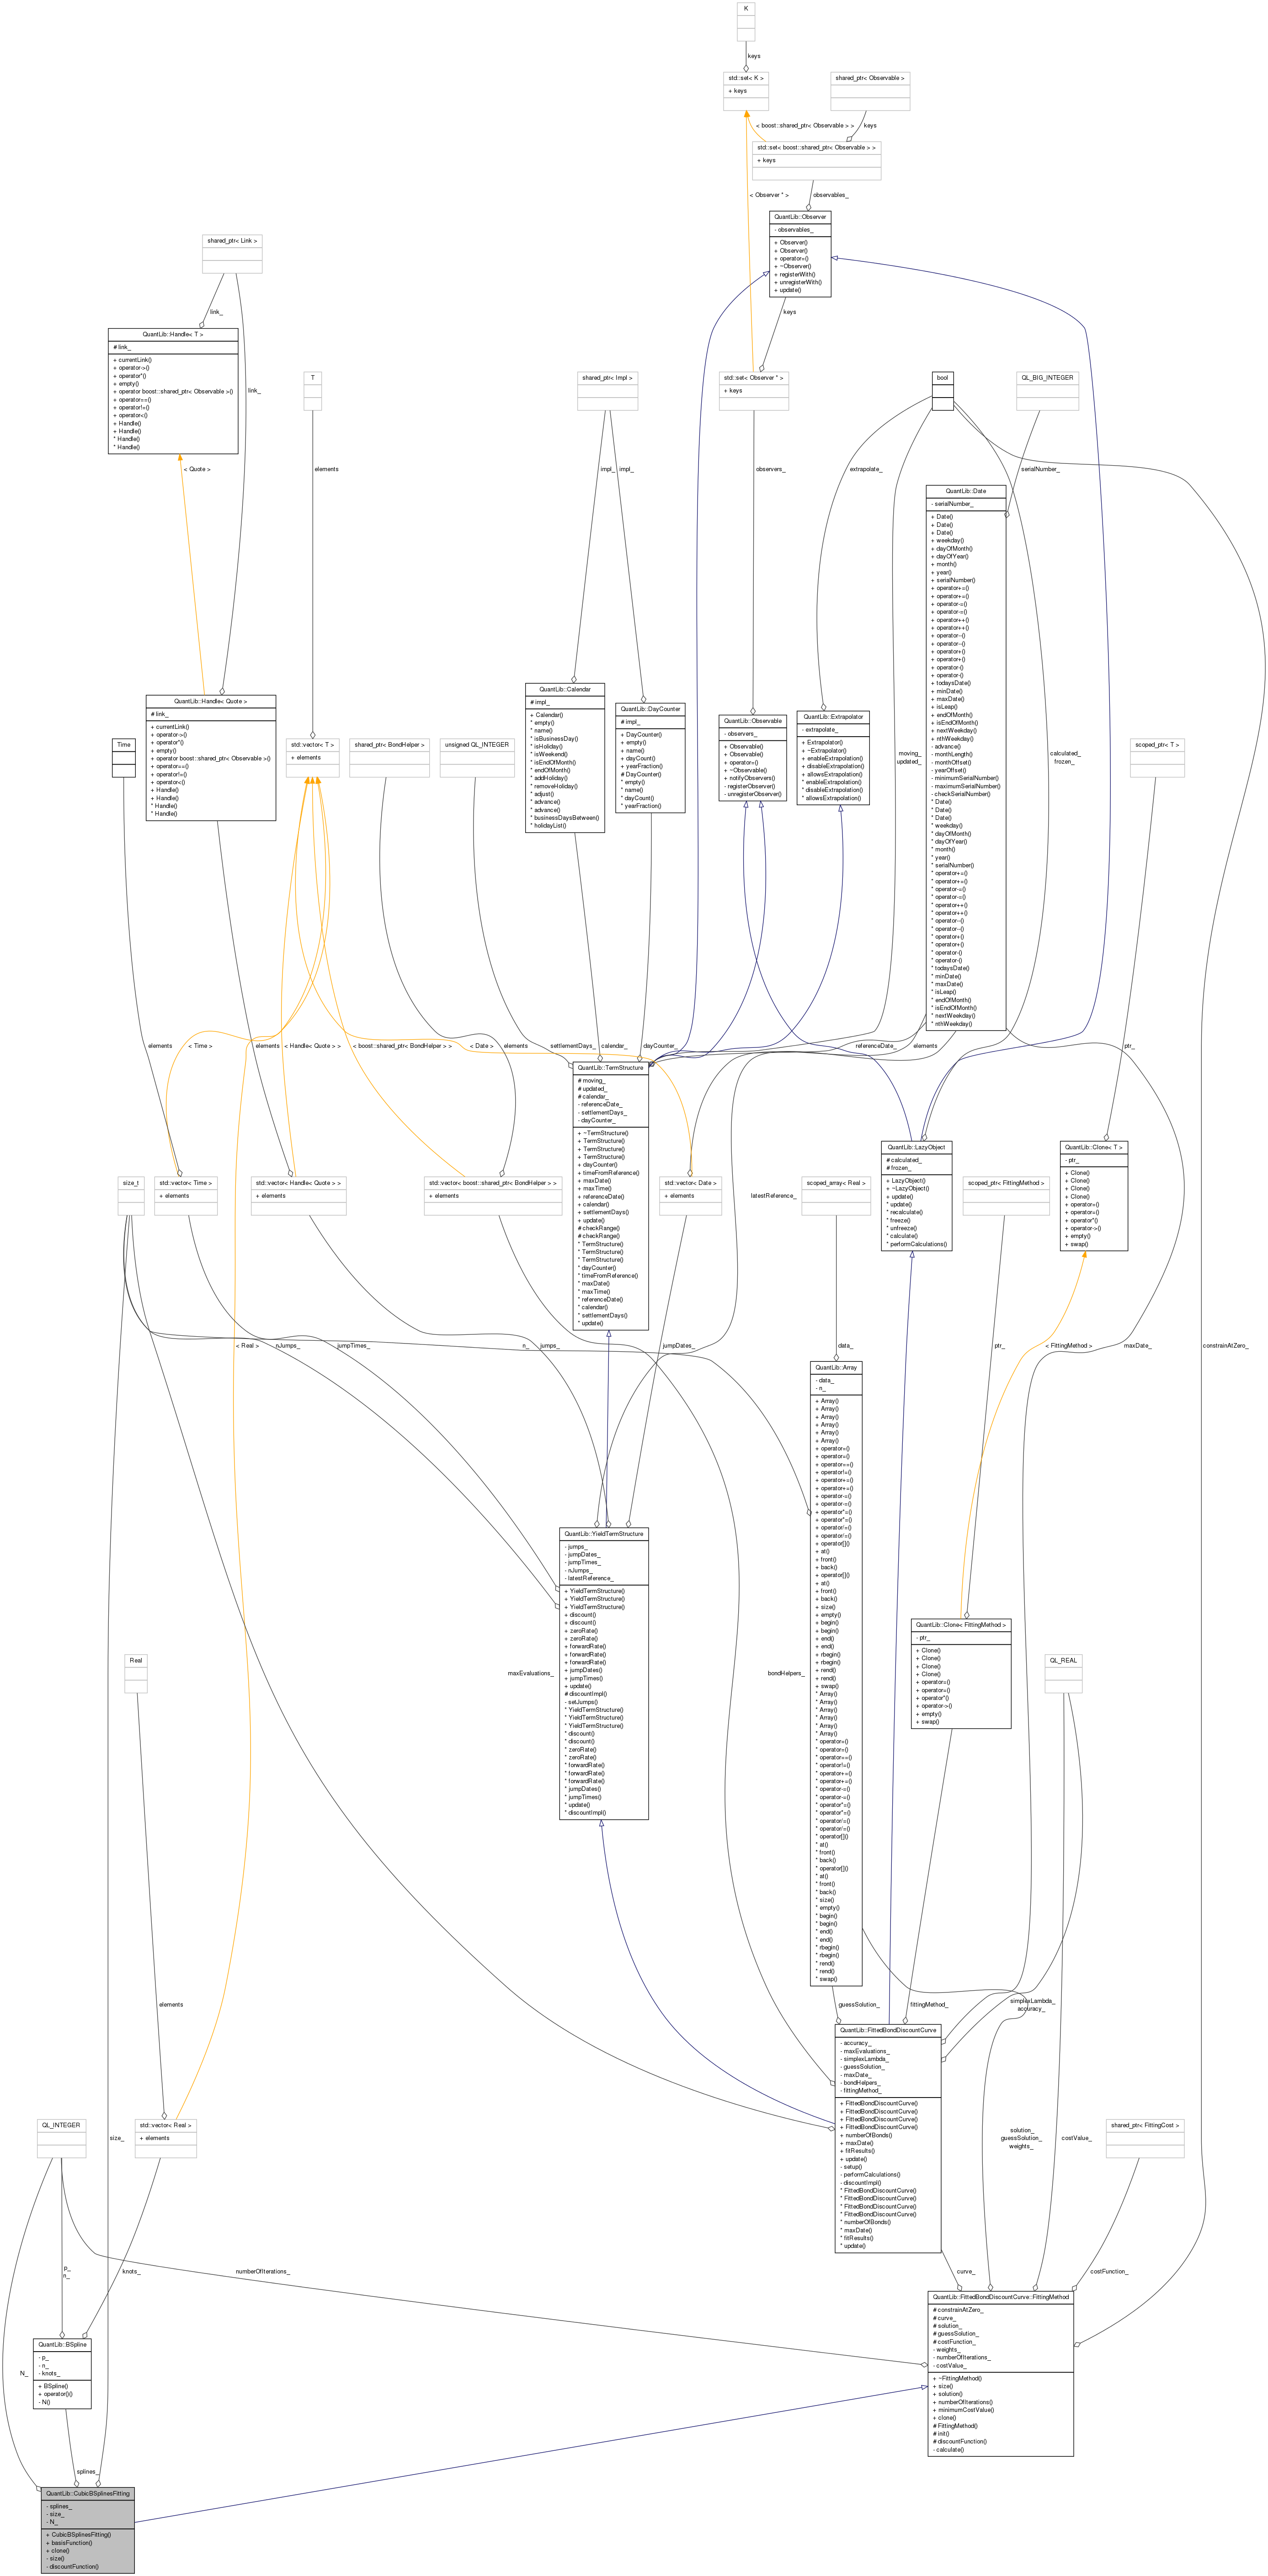 K
keys
std::set< K >
+ keys
shared_ptr< Observable >
< boost::shared_ptr< Observable > >
keys
std::set< boost::shared_ptr< Observable > >
+ keys
< Observer * >
observables_
QuantLib::Observer
- observables_
+ Observer()
+ Observer()
+ operator=()
+ ~Observer()
+ registerWith()
+ unregisterWith()
+ update()
shared_ptr< Link >
link_
keys
QuantLib::Handle< T >
# link_
+ currentLink()
+ operator->()
+ operator*()
+ empty()
+ operator boost::shared_ptr< Observable >()
+ operator==()
+ operator!=()
+ operator<()
+ Handle()
+ Handle()
* Handle()
* Handle()
link_
T
shared_ptr< Impl >
std::set< Observer * >
+ keys
bool
QL_BIG_INTEGER
< Quote >
elements
impl_
impl_
observers_
extrapolate_
serialNumber_
QuantLib::Date
- serialNumber_
+ Date()
+ Date()
+ Date()
+ weekday()
+ dayOfMonth()
+ dayOfYear()
+ month()
+ year()
+ serialNumber()
+ operator+=()
+ operator+=()
+ operator-=()
+ operator-=()
+ operator++()
+ operator++()
+ operator--()
+ operator--()
+ operator+()
+ operator+()
+ operator-()
+ operator-()
+ todaysDate()
+ minDate()
+ maxDate()
+ isLeap()
+ endOfMonth()
+ isEndOfMonth()
+ nextWeekday()
+ nthWeekday()
- advance()
- monthLength()
- monthOffset()
- yearOffset()
- minimumSerialNumber()
- maximumSerialNumber()
- checkSerialNumber()
* Date()
* Date()
* Date()
* weekday()
* dayOfMonth()
* dayOfYear()
* month()
* year()
* serialNumber()
* operator+=()
* operator+=()
* operator-=()
* operator-=()
* operator++()
* operator++()
* operator--()
* operator--()
* operator+()
* operator+()
* operator-()
* operator-()
* todaysDate()
* minDate()
* maxDate()
* isLeap()
* endOfMonth()
* isEndOfMonth()
* nextWeekday()
* nthWeekday()
Time
QuantLib::Handle< Quote >
# link_
+ currentLink()
+ operator->()
+ operator*()
+ empty()
+ operator boost::shared_ptr< Observable >()
+ operator==()
+ operator!=()
+ operator<()
+ Handle()
+ Handle()
* Handle()
* Handle()
std::vector< T >
+ elements
shared_ptr< BondHelper >
unsigned QL_INTEGER
QuantLib::Calendar
# impl_
+ Calendar()
* empty()
* name()
* isBusinessDay()
* isHoliday()
* isWeekend()
* isEndOfMonth()
* endOfMonth()
* addHoliday()
* removeHoliday()
* adjust()
* advance()
* advance()
* businessDaysBetween()
* holidayList()
QuantLib::DayCounter
# impl_
+ DayCounter()
+ empty()
+ name()
+ dayCount()
+ yearFraction()
# DayCounter()
* empty()
* name()
* dayCount()
* yearFraction()
QuantLib::Observable
- observers_
+ Observable()
+ Observable()
+ operator=()
+ ~Observable()
+ notifyObservers()
- registerObserver()
- unregisterObserver()
QuantLib::Extrapolator
- extrapolate_
+ Extrapolator()
+ ~Extrapolator()
+ enableExtrapolation()
+ disableExtrapolation()
+ allowsExtrapolation()
* enableExtrapolation()
* disableExtrapolation()
* allowsExtrapolation()
moving_
updated_
calculated_
frozen_
scoped_ptr< T >
elements
< Time >
elements
< Handle< Quote > >
< boost::shared_ptr< BondHelper > >
< Date >
elements
settlementDays_
calendar_
dayCounter_
referenceDate_
elements
ptr_
QuantLib::TermStructure
# moving_
# updated_
# calendar_
- referenceDate_
- settlementDays_
- dayCounter_
+ ~TermStructure()
+ TermStructure()
+ TermStructure()
+ TermStructure()
+ dayCounter()
+ timeFromReference()
+ maxDate()
+ maxTime()
+ referenceDate()
+ calendar()
+ settlementDays()
+ update()
# checkRange()
# checkRange()
* TermStructure()
* TermStructure()
* TermStructure()
* dayCounter()
* timeFromReference()
* maxDate()
* maxTime()
* referenceDate()
* calendar()
* settlementDays()
* update()
size_t
std::vector< Time >
+ elements
std::vector< Handle< Quote > >
+ elements
std::vector< boost::shared_ptr< BondHelper > >
+ elements
std::vector< Date >
+ elements
latestReference_
scoped_array< Real >
QuantLib::LazyObject
# calculated_
# frozen_
+ LazyObject()
+ ~LazyObject()
+ update()
* update()
* recalculate()
* freeze()
* unfreeze()
* calculate()
* performCalculations()
scoped_ptr< FittingMethod >
QuantLib::Clone< T >
- ptr_
+ Clone()
+ Clone()
+ Clone()
+ Clone()
+ operator=()
+ operator=()
+ operator*()
+ operator->()
+ empty()
+ swap()
< Real >
nJumps_
jumpTimes_
n_
jumps_
jumpDates_
data_
ptr_
< FittingMethod >
maxDate_
constrainAtZero_
QuantLib::Array
- data_
- n_
+ Array()
+ Array()
+ Array()
+ Array()
+ Array()
+ Array()
+ operator=()
+ operator=()
+ operator==()
+ operator!=()
+ operator+=()
+ operator+=()
+ operator-=()
+ operator-=()
+ operator*=()
+ operator*=()
+ operator/=()
+ operator/=()
+ operator[]()
+ at()
+ front()
+ back()
+ operator[]()
+ at()
+ front()
+ back()
+ size()
+ empty()
+ begin()
+ begin()
+ end()
+ end()
+ rbegin()
+ rbegin()
+ rend()
+ rend()
+ swap()
* Array()
* Array()
* Array()
* Array()
* Array()
* Array()
* operator=()
* operator=()
* operator==()
* operator!=()
* operator+=()
* operator+=()
* operator-=()
* operator-=()
* operator*=()
* operator*=()
* operator/=()
* operator/=()
* operator[]()
* at()
* front()
* back()
* operator[]()
* at()
* front()
* back()
* size()
* empty()
* begin()
* begin()
* end()
* end()
* rbegin()
* rbegin()
* rend()
* rend()
* swap()
QuantLib::YieldTermStructure
- jumps_
- jumpDates_
- jumpTimes_
- nJumps_
- latestReference_
+ YieldTermStructure()
+ YieldTermStructure()
+ YieldTermStructure()
+ discount()
+ discount()
+ zeroRate()
+ zeroRate()
+ forwardRate()
+ forwardRate()
+ forwardRate()
+ jumpDates()
+ jumpTimes()
+ update()
# discountImpl()
- setJumps()
* YieldTermStructure()
* YieldTermStructure()
* YieldTermStructure()
* discount()
* discount()
* zeroRate()
* zeroRate()
* forwardRate()
* forwardRate()
* forwardRate()
* jumpDates()
* jumpTimes()
* update()
* discountImpl()
QuantLib::Clone< FittingMethod >
- ptr_
+ Clone()
+ Clone()
+ Clone()
+ Clone()
+ operator=()
+ operator=()
+ operator*()
+ operator->()
+ empty()
+ swap()
Real
maxEvaluations_
bondHelpers_
QL_REAL
elements
guessSolution_
fittingMethod_
simplexLambda_
accuracy_
QuantLib::FittedBondDiscountCurve
- accuracy_
- maxEvaluations_
- simplexLambda_
- guessSolution_
- maxDate_
- bondHelpers_
- fittingMethod_
+ FittedBondDiscountCurve()
+ FittedBondDiscountCurve()
+ FittedBondDiscountCurve()
+ FittedBondDiscountCurve()
+ numberOfBonds()
+ maxDate()
+ fitResults()
+ update()
- setup()
- performCalculations()
- discountImpl()
* FittedBondDiscountCurve()
* FittedBondDiscountCurve()
* FittedBondDiscountCurve()
* FittedBondDiscountCurve()
* numberOfBonds()
* maxDate()
* fitResults()
* update()
QL_INTEGER
size_
std::vector< Real >
+ elements
solution_
guessSolution_
weights_
costValue_
shared_ptr< FittingCost >
p_
n_
knots_
numberOfIterations_
curve_
costFunction_
QuantLib::FittedBondDiscountCurve::FittingMethod
# constrainAtZero_
# curve_
# solution_
# guessSolution_
# costFunction_
- weights_
- numberOfIterations_
- costValue_
+ ~FittingMethod()
+ size()
+ solution()
+ numberOfIterations()
+ minimumCostValue()
+ clone()
# FittingMethod()
# init()
# discountFunction()
- calculate()
N_
QuantLib::BSpline
- p_
- n_
- knots_
+ BSpline()
+ operator()()
- N()
splines_
QuantLib::CubicBSplinesFitting
- splines_
- size_
- N_
+ CubicBSplinesFitting()
+ basisFunction()
+ clone()
- size()
- discountFunction()